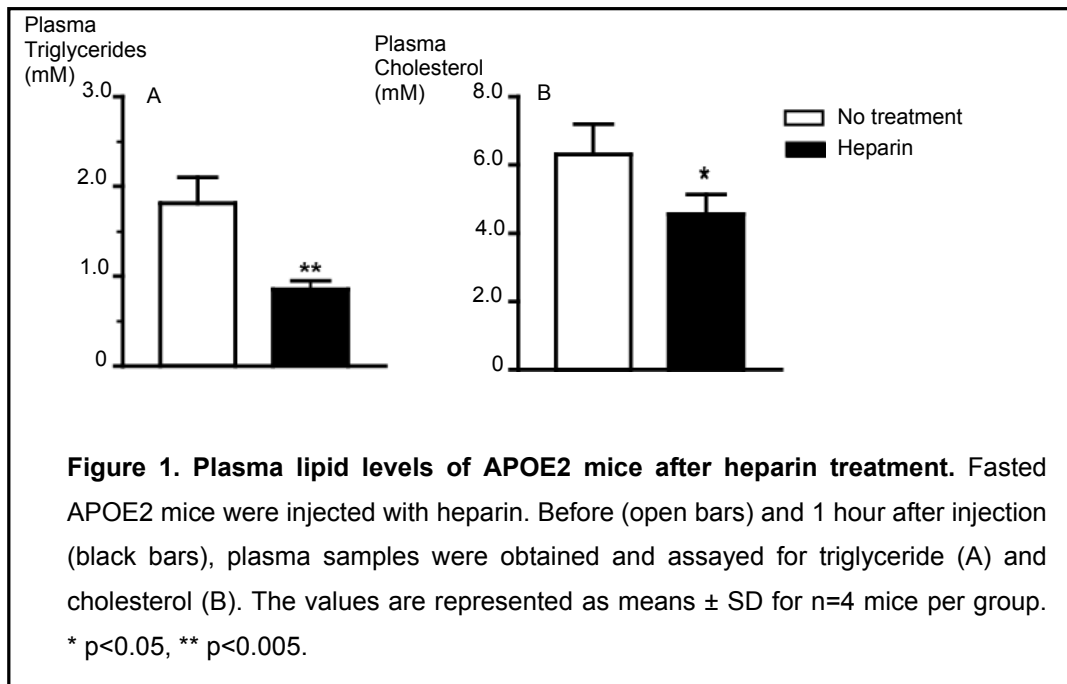 Plasma
Triglycerides
(mM)
3.0
A
2.0
1.0
**
0
Plasma
Cholesterol
(mM)
8.0
B
6.0
*
4.0
2.0
0
No treatment
Heparin
Figure 1. Plasma lipid levels of APOE2 mice after heparin treatment. Fasted
APOE2 mice were injected with heparin. Before (open bars) and 1 hour after injection
(black bars), plasma samples were obtained and assayed for triglyceride (A) and
cholesterol (B). The values are represented as means ± SD for n=4 mice per group.
* p<0.05, ** p<0.005.